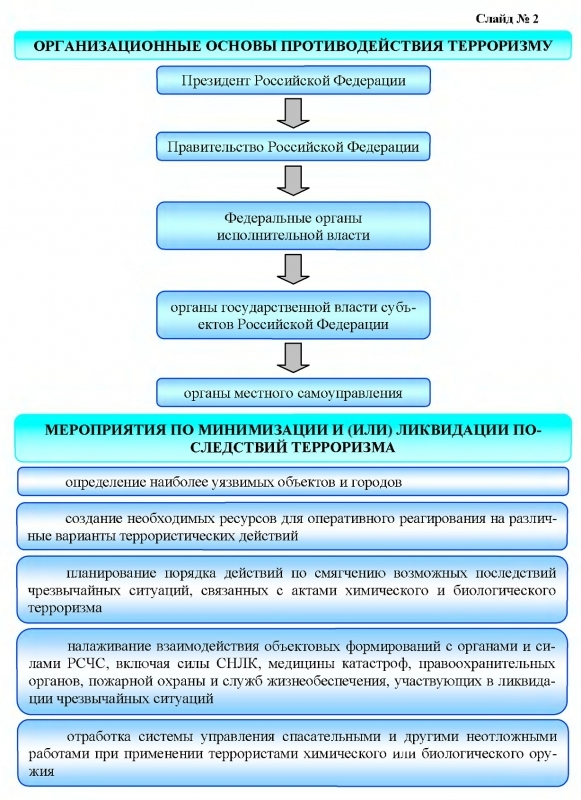 Слайд № 2
ОРГАНИЗАЦИОННЫЕ ОСНОВЫ ПРОТИВОДЕЙСТВИЯ ТЕРРОРИЗМУ
Президент Российской Федерации
Правительство Российской Федерации
Федеральные органы
исполнительной власти
органы государственной власти субъ-
ектов Российской Федерации
органы местного самоуправления
МЕРОПРИЯТИЯ ПО МИНИМИЗАЦИИ И (ИЛИ) ЛИКВИДАЦИИ ПО-
СЛЕДСТВИЙ ТЕРРОРИЗМА
определение наиболее уязвимых объектов и городов
создание необходимых ресурсов для оперативного реагирования на различ-
ные варианты террористических действий
планирование порядка действий по смягчению возможных последствий
чрезвычайных ситуаций, связанных с актами химического и биологического
терроризма
налаживание взаимодействия объектовых формирований с органами и си-
лами РСЧС, включая силы СНЛК, медицины катастроф, правоохранительных
органов, пожарной охраны и служб жизнеобеспечения, участвующих в ликвида-
ции чрезвычайных ситуаций
отработка системы управления спасательными и другими неотложными
работами при применении террористами химического или биологического ору-
жия